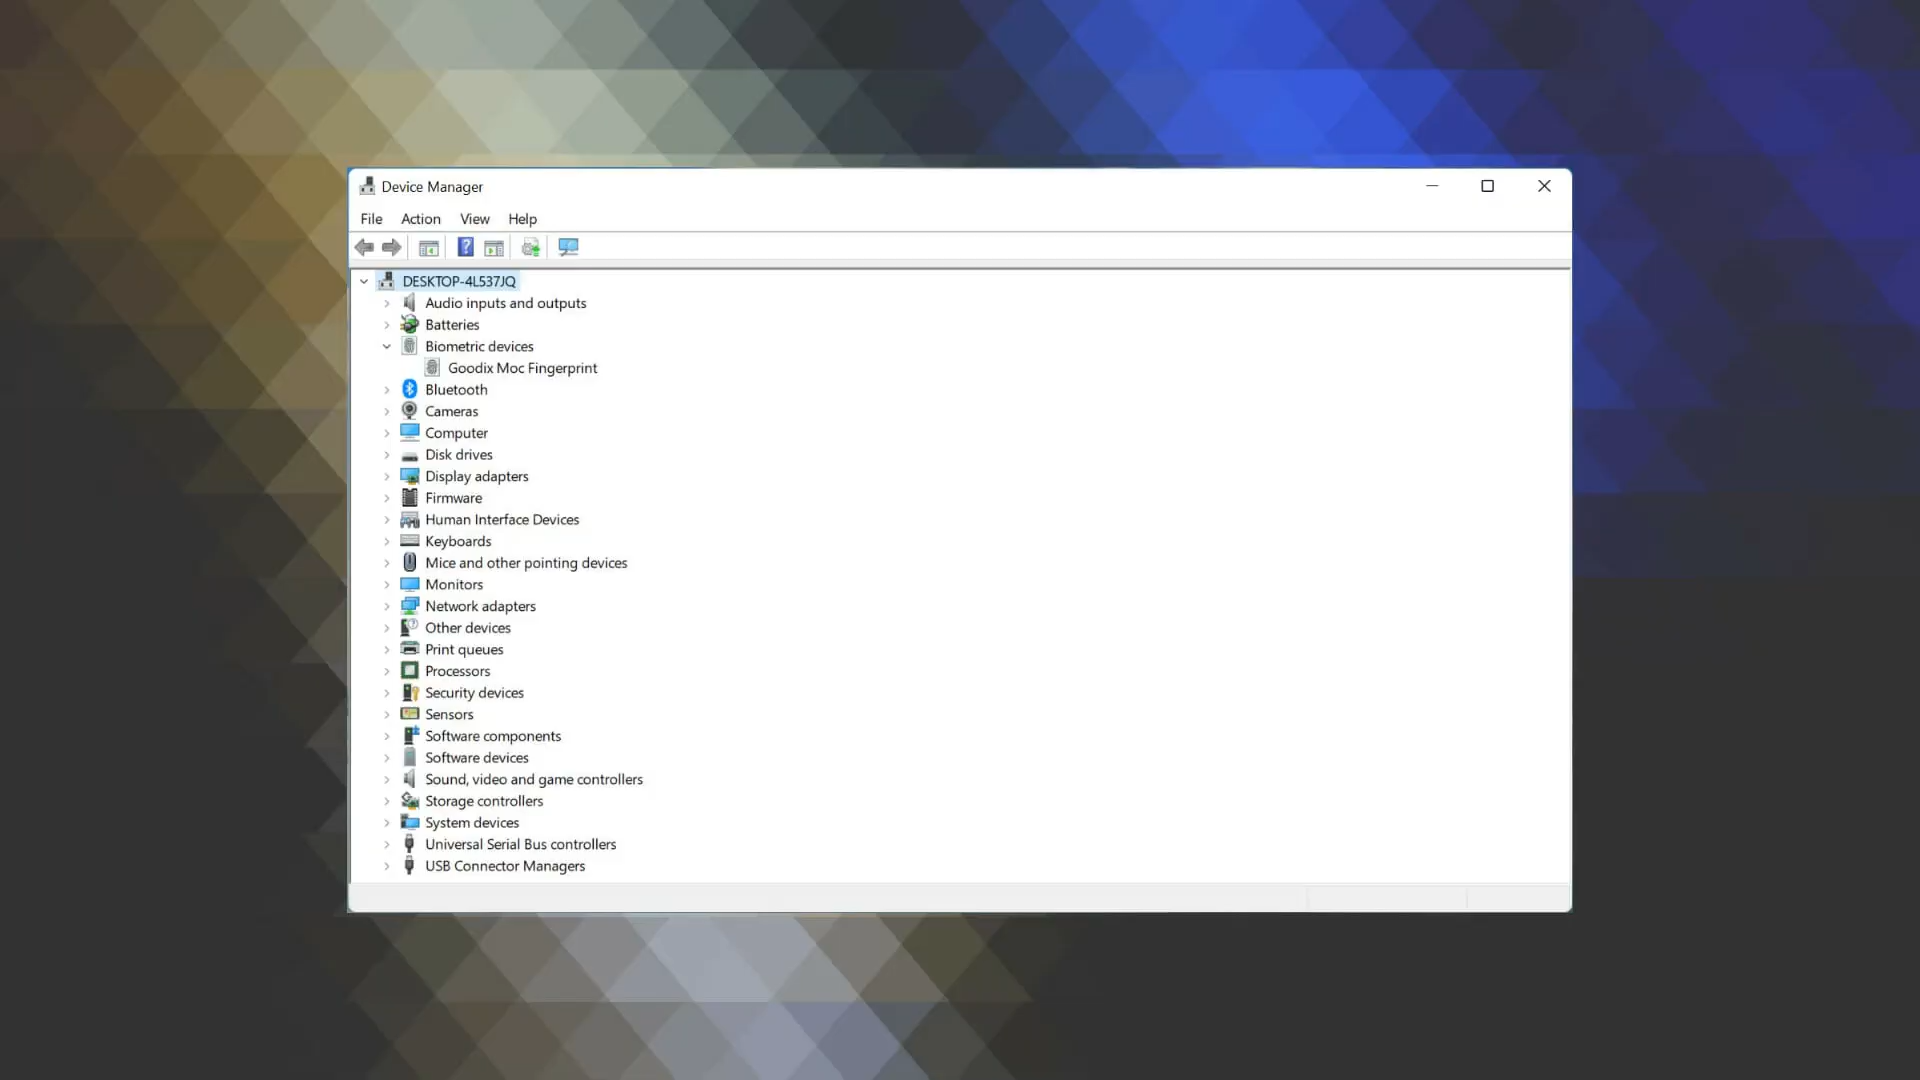 Device Manager
File Action View Help
?
DESKTOP-4L537JQ
Audio inputs and outputs
Batteries
Biometric devices
Goodix Moc Fingerprint
Bluetooth
Cameras
Computer
Disk drives
Display adapters
Firmware
Human Interface Devices
Keyboards
Mice and other pointing devices
Monitors
Network adapters
Other devices
Print queues
Processors
Security devices
Sensors
Software components
Software devices
Sound, video and game controllers
Storage controllers
System devices
Universal Serial Bus controllers
USB Connector Managers